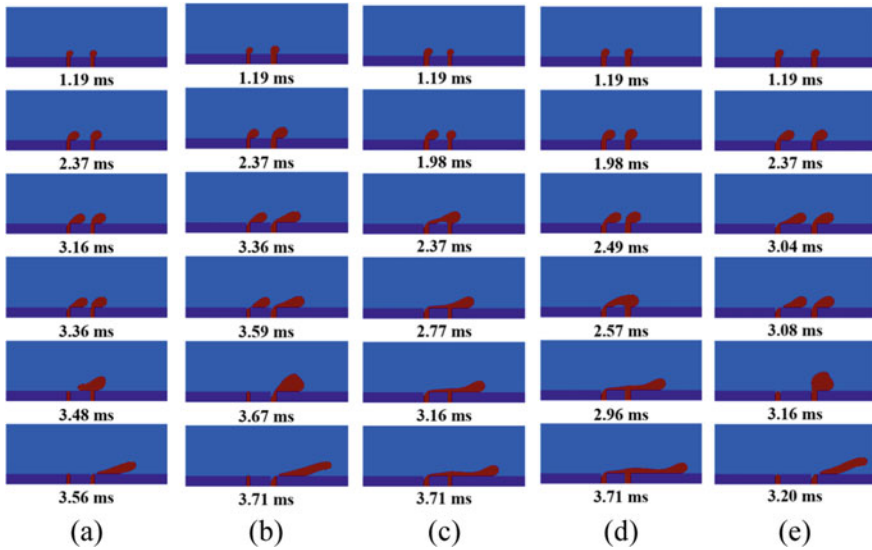 1.19 ms 1.19 ms 1.19 ms 1.19 ms 1.19 ms
2.37 ms 2.37 ms 1.98 ms 1.98 ms 2.37 ms
3.16 ms 3.36 ms 2.37 ms 2.49 ms 3.04 ms
3.36 ms 3.59 ms 2.77 ms 2.57 ms 3.08 ms
3.48 ms 3.67 ms 3.16 ms 2.96 ms 3.16 ms
3.56 ms 3.71 ms 3.71 ms 3.71 ms 3.20 ms
(a) (b) (c) (d) (e)